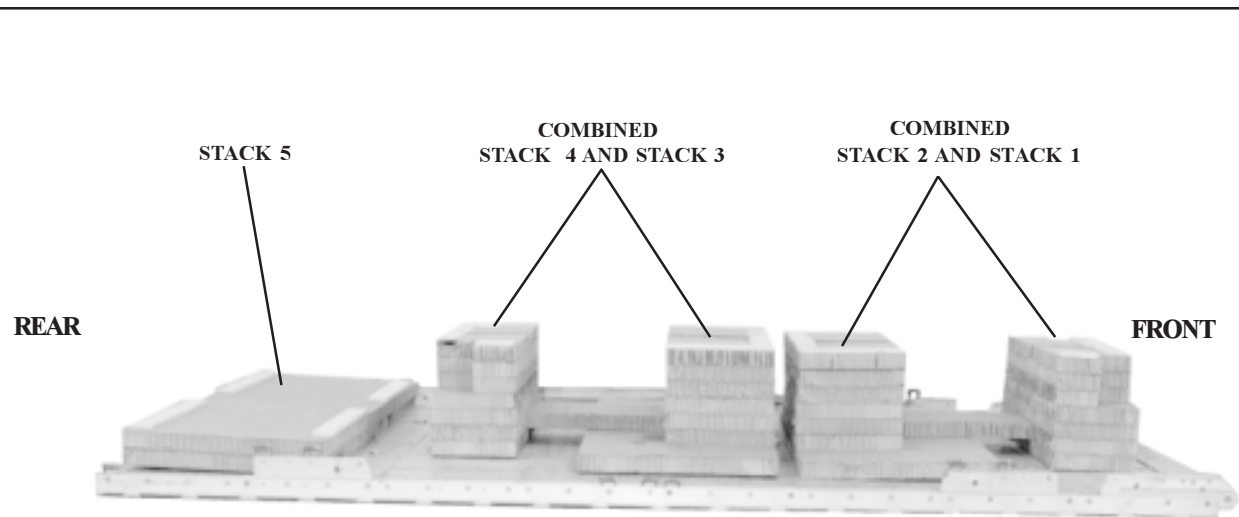 COMBINED
STACK 4 AND STACK 3
COMBINED
STACK 2 AND STACK 1
STACK 5
REAR
FRONT